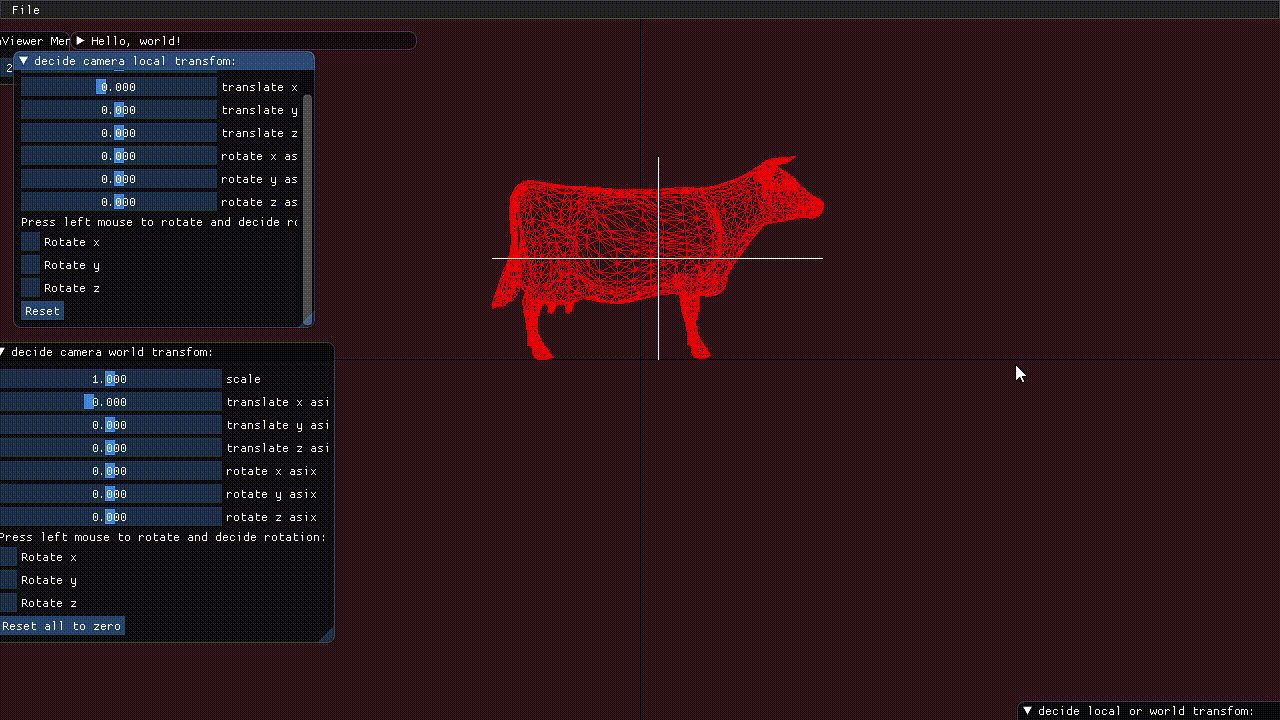 File
Viewer Mer
Hello, world!
2
decide camera local transfom:
0.000 translate x
0.000 translate y
0.000 translate z
0.000 rotate x as
0.000 rotate y as
0.000 rotate z as
Press left mouse to rotate and decide r
Rotate x
Rotate y
Rotate z
Reset
decide camera world transfom:
1.000 scale
0.000 translate x asi
0.000 translate y asi
0.000 translate z asi
0.000 rotate x asix
0.000 rotate y asix
0.000 rotate z asix
Press left mouse to rotate and decide rotation:
Rotate x
Rotate y
Rotate z
Reset all to zero
decide local or world transfom: